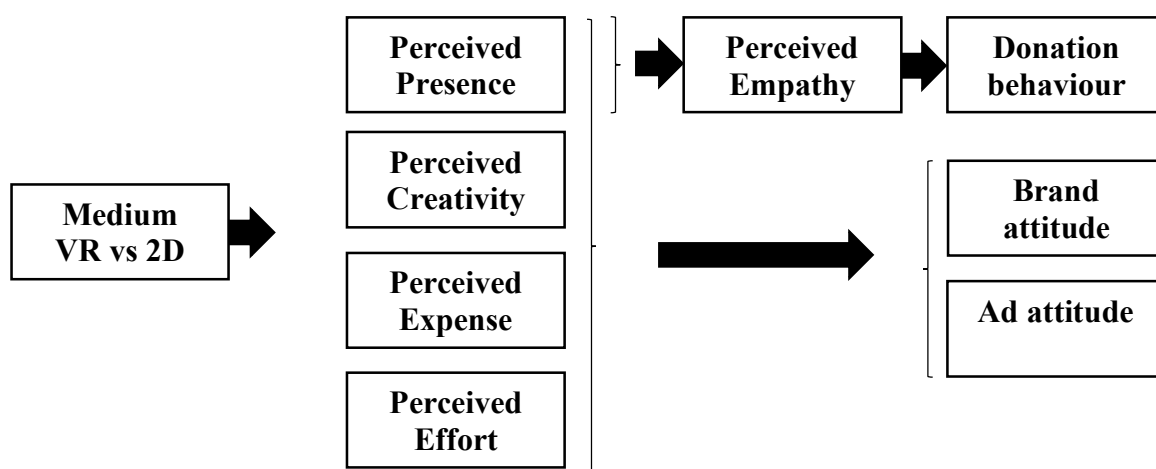 Medium
VR vs 2D
Perceived
Presence
Perceived
Creativity
Perceived
Expense
Perceived
Effort
Perceived
Empathy
Donation
behaviour
Brand
attitude
Ad attitude